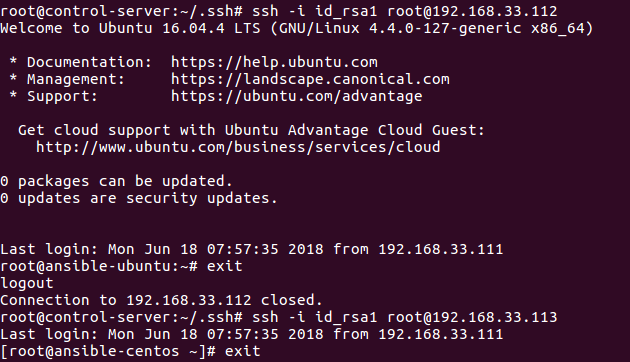 root@control-server:~/.ssh# ssh -i id_rsa1 root@192.168.33.112
Welcome to Ubuntu 16.04.4 LTS (GNU/Linux 4.4.0-127-generic x86_64)
* Documentation:  https://help.ubuntu.com
* Management:     https://landscape.canonical.com
* Support:        https://ubuntu.com/advantage
Get cloud support with Ubuntu Advantage Cloud Guest:
http://www.ubuntu.com/business/services/cloud
0 packages can be updated.
0 updates are security updates.
Last login: Mon Jun 18 07:57:35 2018 from 192.168.33.111
root@ansible-ubuntu:~# exit
logout
Connection to 192.168.33.112 closed.
root@control-server:~/.ssh# ssh -i id_rsa1 root@192.168.33.113
Last login: Mon Jun 18 07:57:35 2018 from 192.168.33.111
[root@ansible-centos ~]# exit